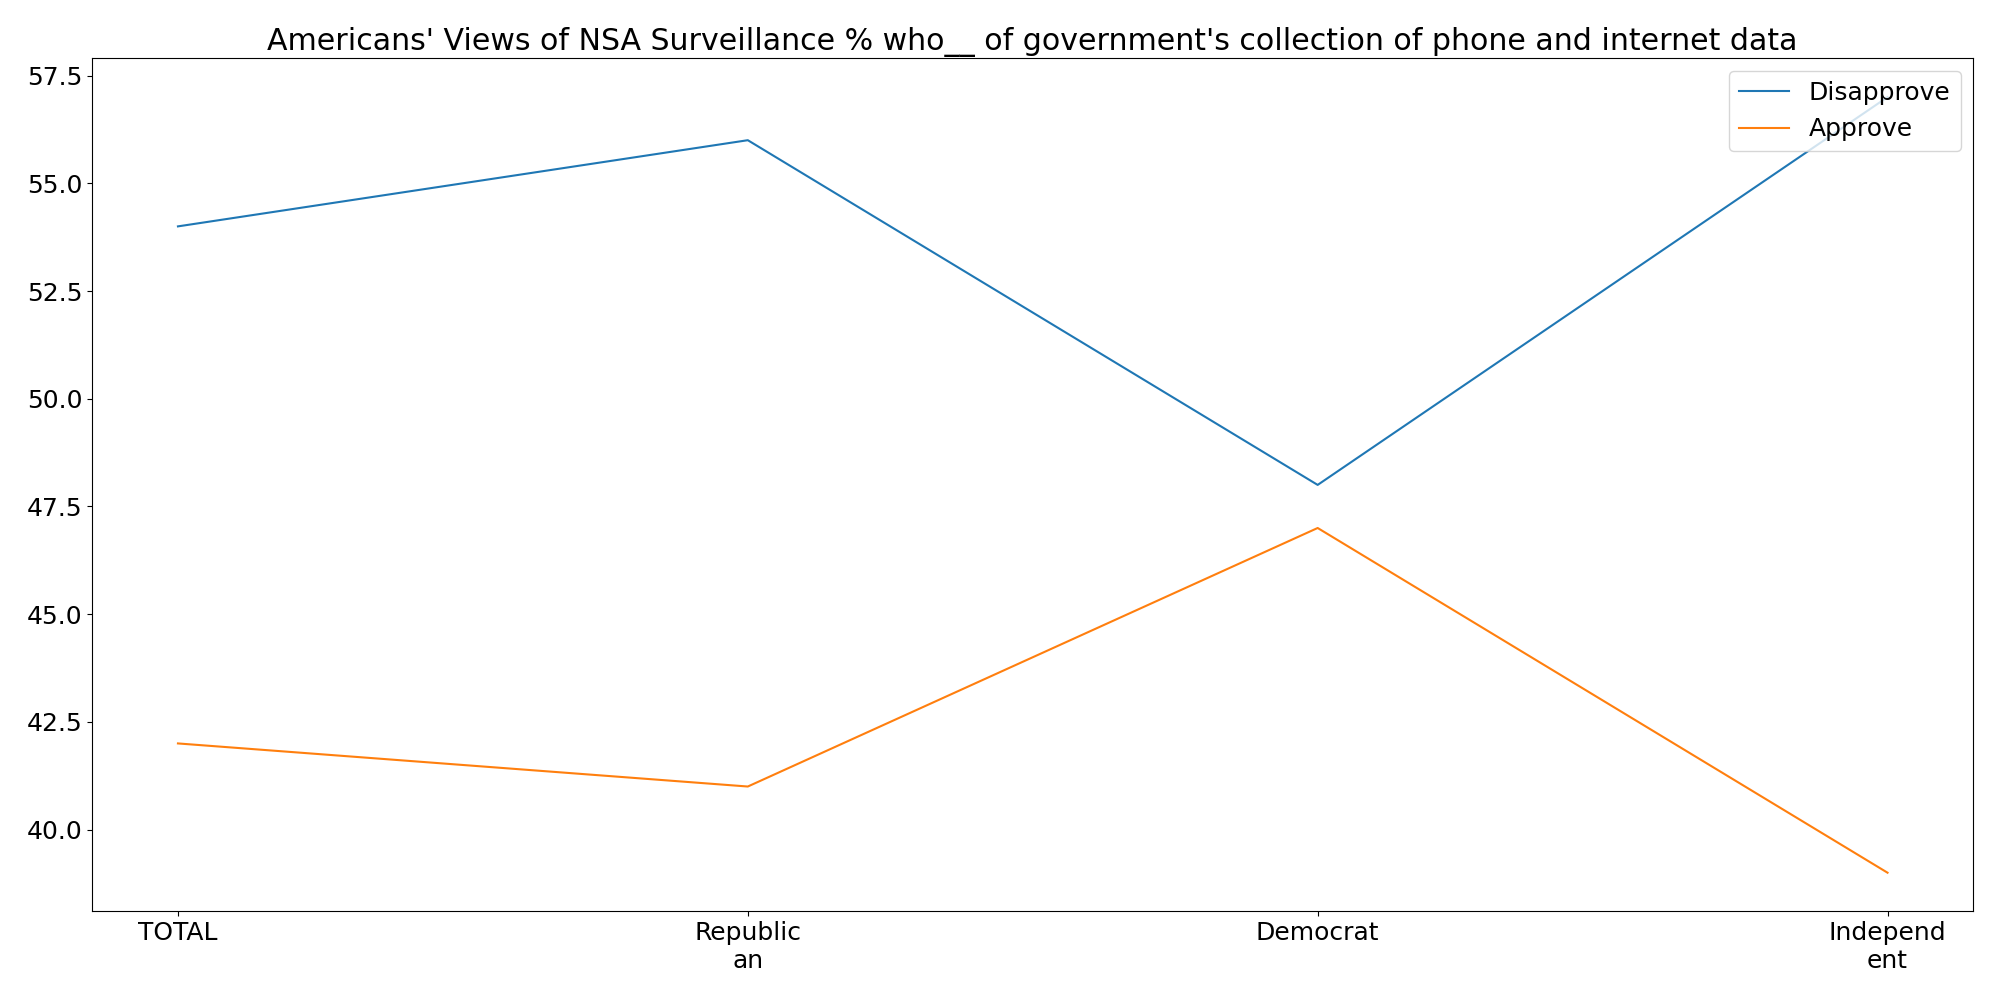 Americans' Views of NSA Surveillance % who__ of government's collection of phone and internet data
57.5
55.0
52.5
50.0
47.5
45.0
42.5
40.0
Disapprove
Approve
TOTAL
Republic
an
Democrat
Independ
ent